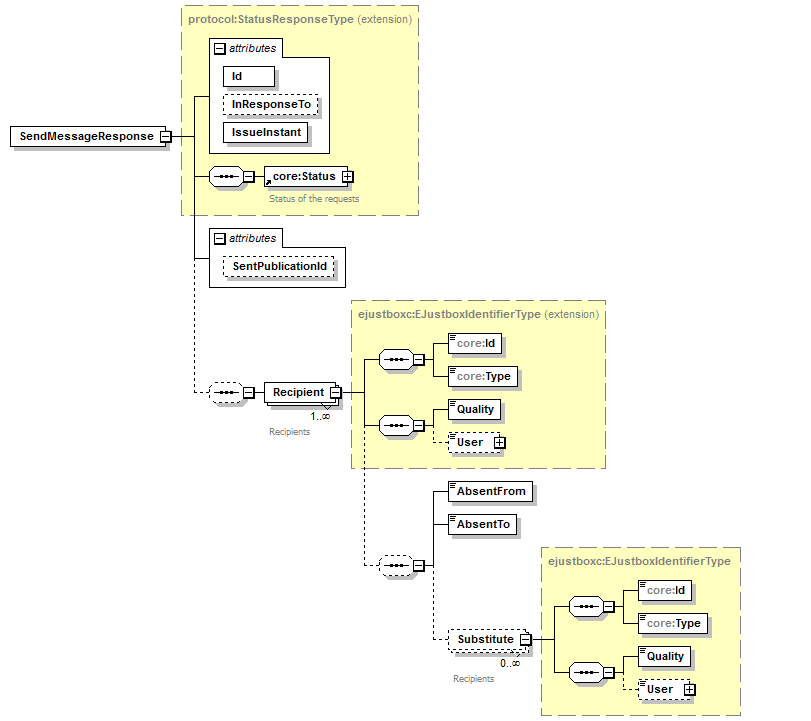 protocol:StatusResponseType (extension)
attributes
Id
InResponseTo
IssueInstant
SendMessageResponse
core:Status
Status of the requests
attributes
SentPublicationId
ejustboxc:EJustboxIdentifierType (extension)
core:Id
core:Type
Recipient
1..∞
Recipients
Quality
User
AbsentFrom
AbsentTo
ejustboxc:EJustboxIdentifierType
core:Id
core:Type
Substitute
0..∞
Recipients
Quality
User